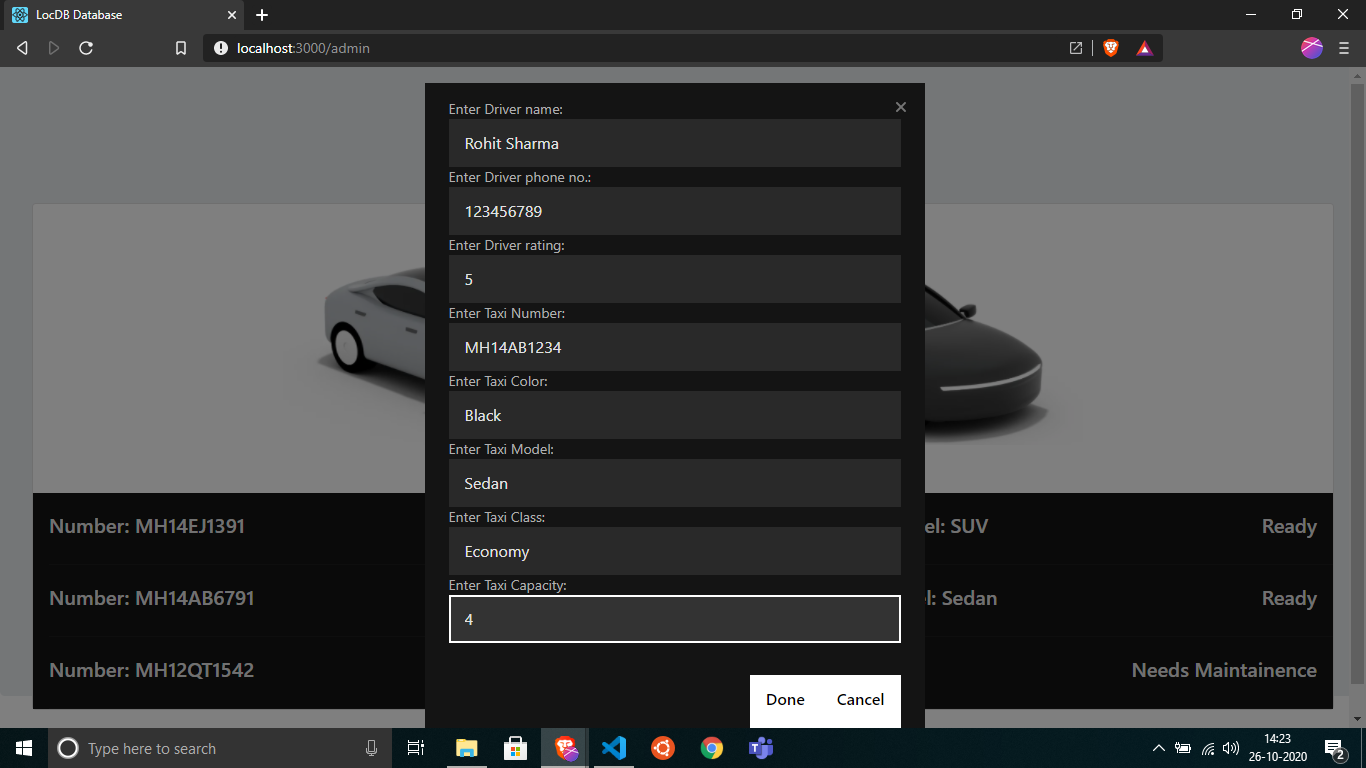 LocDB Database
localhost:3000/admin
Enter Driver name:
Rohit Sharma
Enter Driver phone no.:
123456789
Enter Driver rating:
5
Enter Taxi Number:
MH14AB1234
Enter Taxi Color:
Black
Enter Taxi Model:
Sedan
Enter Taxi Class:
Economy
Enter Taxi Capacity:
4
Done Cancel
Number: MH14EJ1391 el: SUV Ready
Number: MH14AB6791 l: Sedan Ready
Number: MH12QT1542 Needs Maintainence
Type here to search
14:23
26-10-2020
2